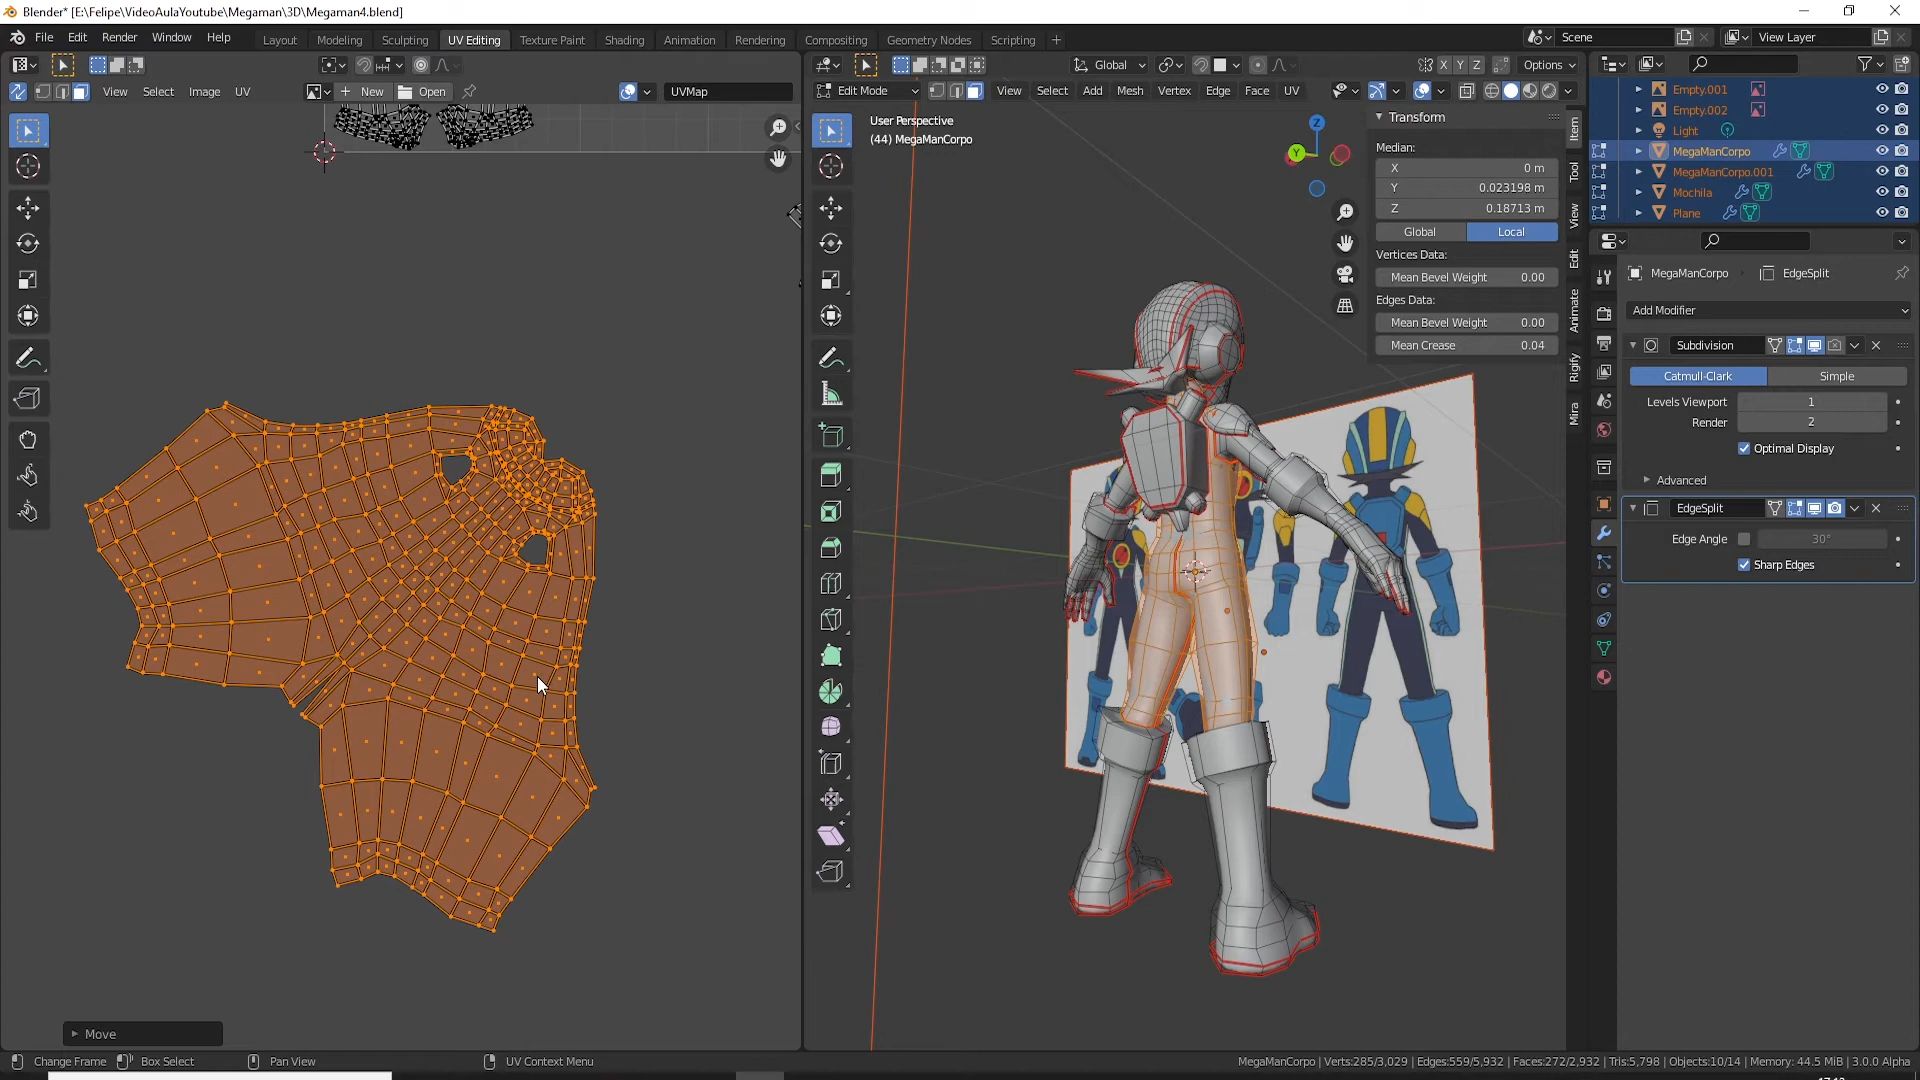 Blender* [E:\Felipe\VideoAulaYoutube\Megaman\3D\Megaman4.blend]
File Edit Render Window Help Layout Modeling Sculpting UV Editing Texture Paint Shading Animation Rendering Compositing Geometry Nodes Scripting + Scene View Layer
Global X Y Z Options
View Select Image UV New Open UVMap
Edit Mode View Select Add Mesh Vertex Edge Face UV
User Perspective
(44) MegaManCorpo
Z
Y
Transform
Median:
X 0 m
Y 0.023198 m
Z 0.18713 m
Global Local
Vertices Data:
Mean Bevel Weight 0.00
Edges Data:
Mean Bevel Weight 0.00
Mean Crease 0.04
Item
Tool
View
Edit
Animate
Rigify
Mira
Empty.001
Empty.002
Light
MegaManCorpo
MegaManCorpo.001
Mochila
Plane
MegaManCorpo EdgeSplit
Add Modifier
Subdivision
Catmull-Clark Simple
Levels Viewport 1
Render 2
Optimal Display
Advanced
EdgeSplit
Edge Angle 30°
Sharp Edges
Move
Change Frame Box Select Pan View UV Context Menu
MegaManCorpo | Verts:285/3,029 | Edges:559/5,932 | Faces:272/2,932 | Tris:5,798 | Objects:10/14 | Memory: 44.5 MiB | 3.0.0 Alpha